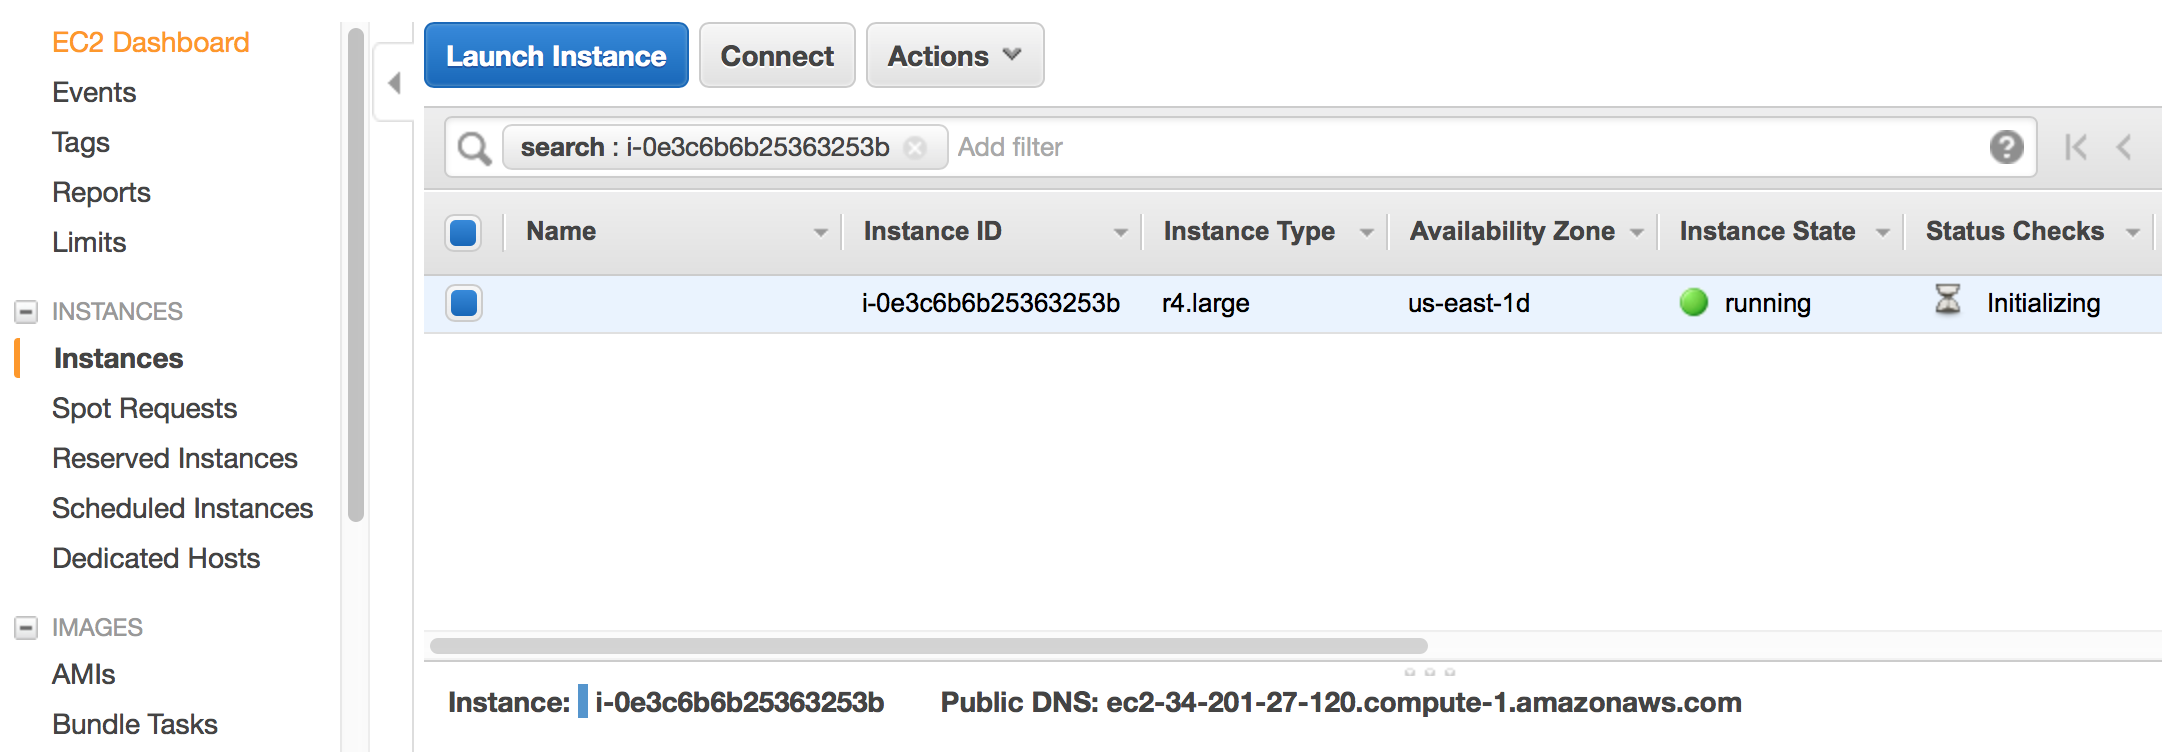 EC2 Dashboard
Events
Tags
Reports
Limits
INSTANCES
Instances
Spot Requests
Reserved Instances
Scheduled Instances
Dedicated Hosts
IMAGES
AMIs
Bundle Tasks
Launch Instance Connect Actions
search : i-0e3c6b6b25363253b Add filter ?
Name Instance ID Instance Type Availability Zone Instance State Status Checks
i-0e3c6b6b25363253b r4.large us-east-1d running Initializing
Instance: i-0e3c6b6b25363253b Public DNS: ec2-34-201-27-120.compute-1.amazonaws.com